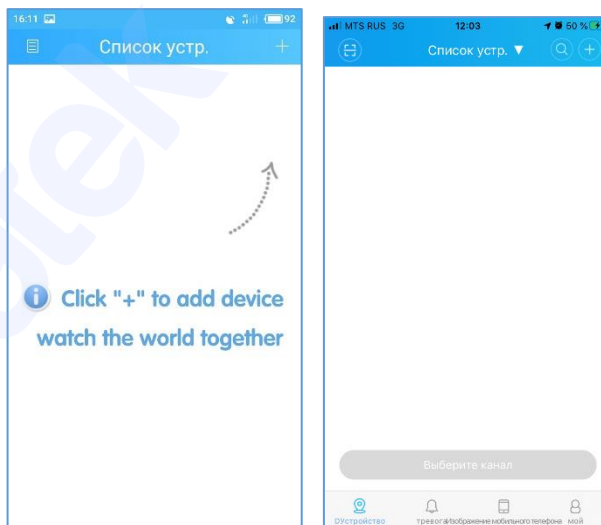 16:11
92
Список устр.
Click "+" to add device
watch the world together
MTS RUS 3G
12:03
50 %
Список устр. ▼
Выберите канал
Устройство
тревога
Изображение мобильного телефона
мой